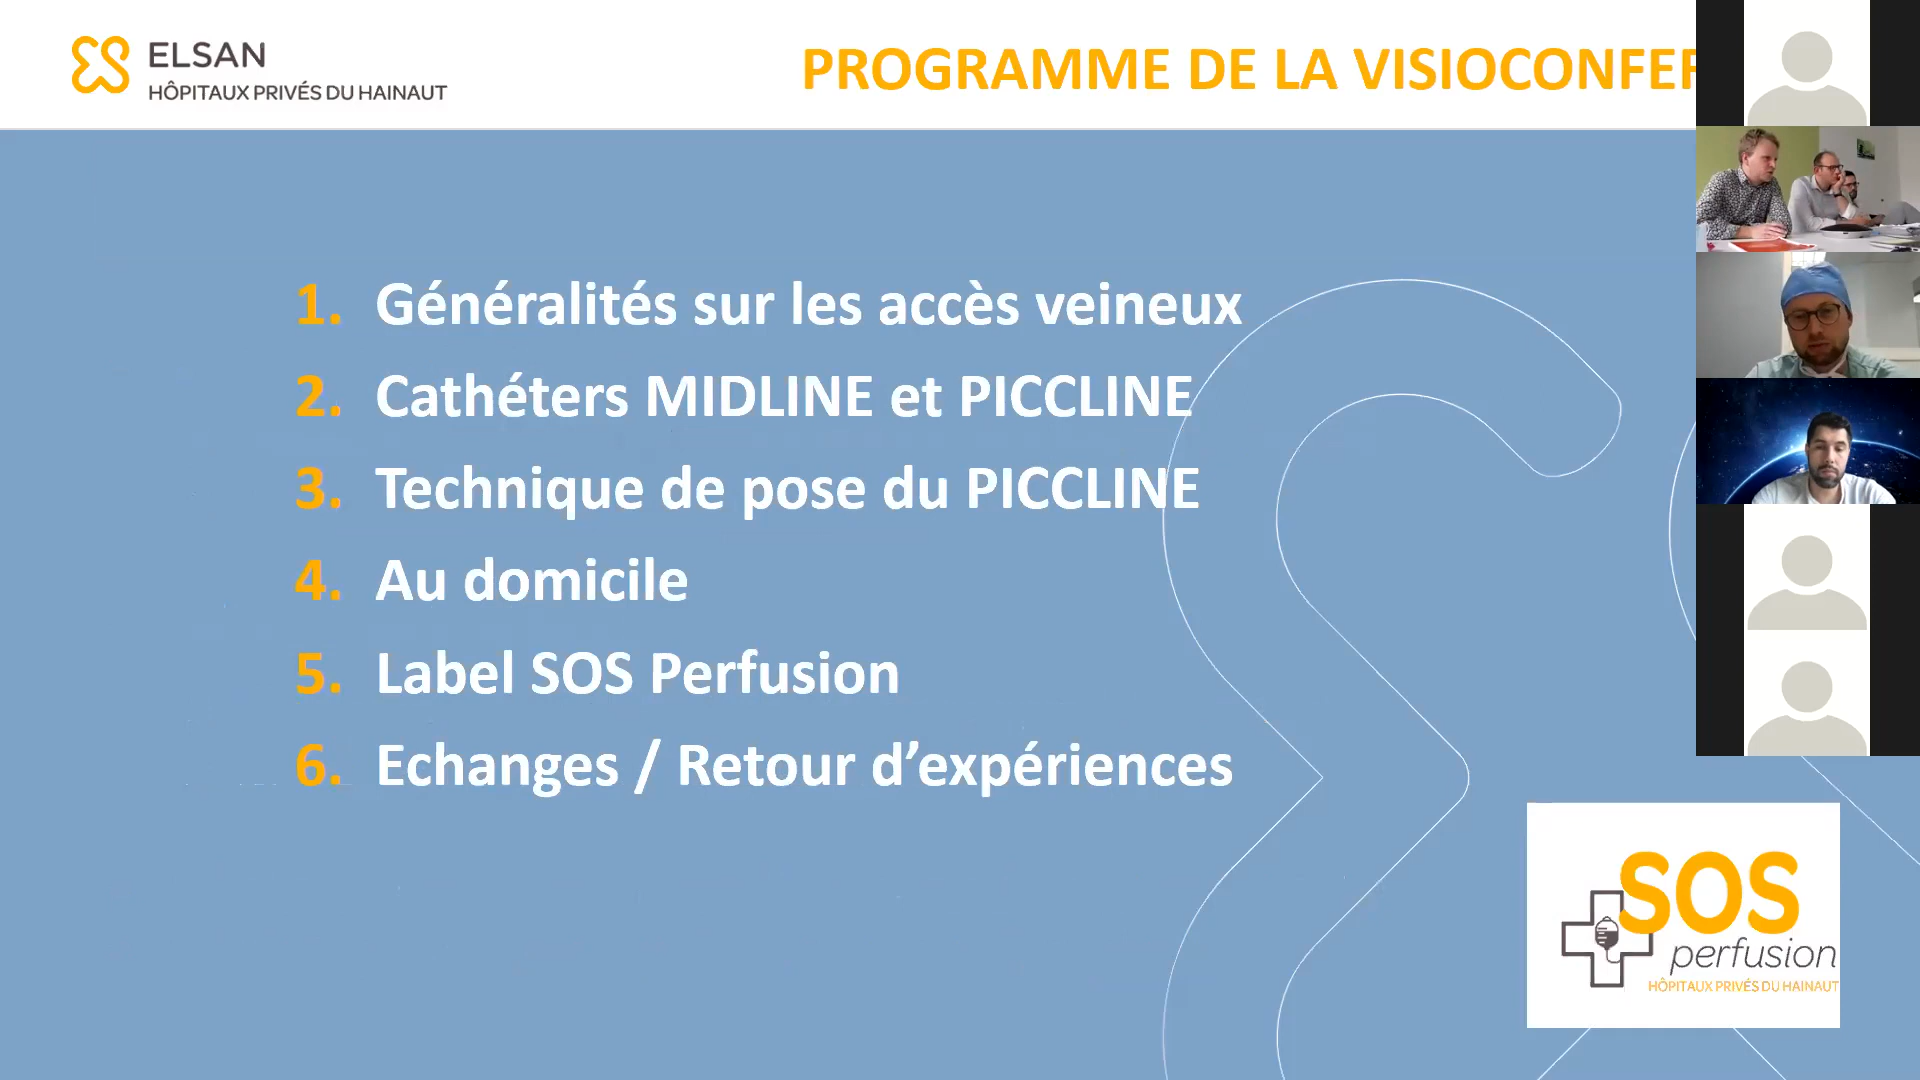 ELSAN
HÔPITAUX PRIVÉS DU HAINAUT
PROGRAMME DE LA VISIOCONFER
1. Généralités sur les accès veineux
2. Cathéters MIDLINE et PICCLINE
3. Technique de pose du PICCLINE
4. Au domicile
5. Label SOS Perfusion
6. Echanges / Retour d’expériences
SOS
perfusion
HÔPITAUX PRIVÉS DU HAINAUT